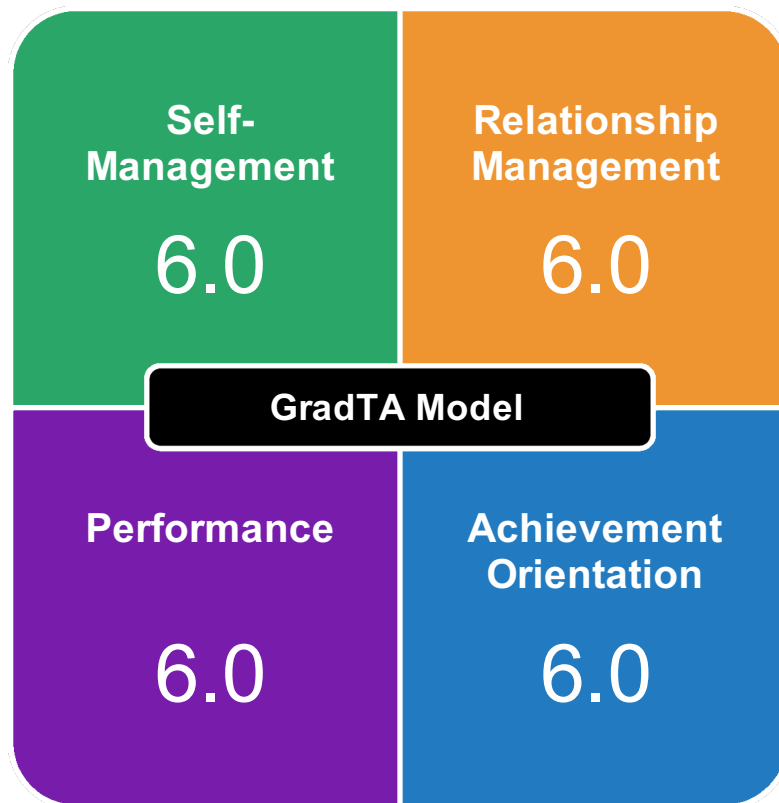 Self-
Management
6.0
Relationship
Management
6.0
GradTA Model
Performance
6.0
Achievement
Orientation
6.0